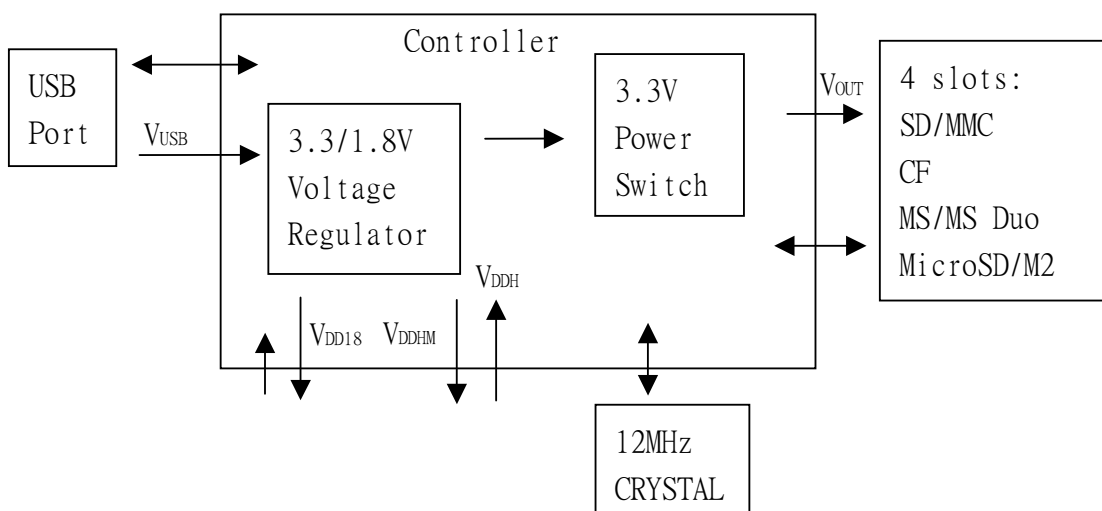 Controller
USB
Port
VUSB
3.3/1.8V
Voltage
Regulator
3.3V
Power
Switch
VOUT
4 slots:
SD/MMC
CF
MS/MS Duo
MicroSD/M2
VDDH
VDD18
VDDHM
12MHz
CRYSTAL